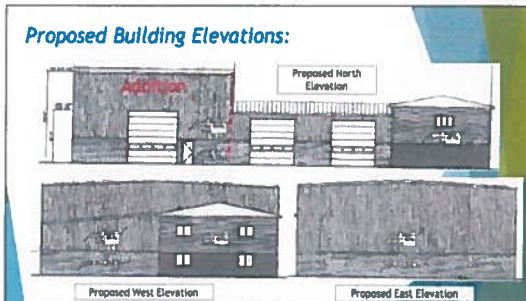 Proposed Building Elevations:
Addition
Proposed North
Elevation
Proposed West Elevation
Proposed East Elevation